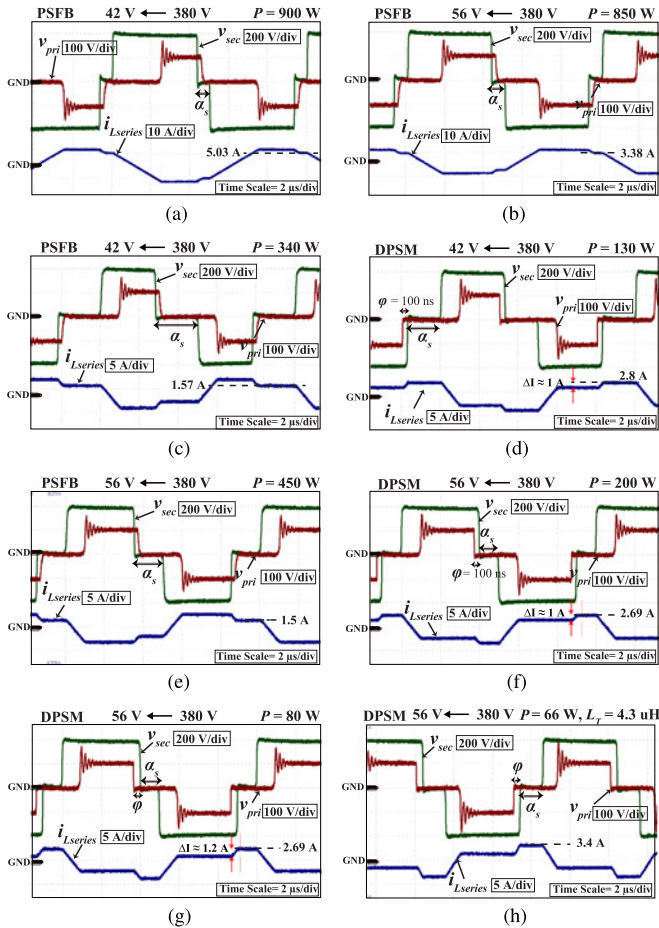 PSFB 42 V ← 380 V P = 900 W
v_pri 100 V/div
v_sec 200 V/div
GND
α_s
i_Lseries 10 A/div
5.03 A
GND
Time Scale= 2 μs/div
(a)
PSFB 56 V ← 380 V P = 850 W
v_sec 200 V/div
GND
α_s
v_pri 100 V/div
i_Lseries 10 A/div
GND
3.38 A
Time Scale= 2 μs/div
(b)
PSFB 42 V ← 380 V P = 340 W
v_sec 200 V/div
GND
α_s
v_pri 100 V/div
i_Lseries 5 A/div
1.57 A
GND
Time Scale= 2 μs/div
(c)
DPSM 42 V ← 380 V P = 130 W
v_sec 200 V/div
φ = 100 ns
GND
α_s
v_pri 100 V/div
ΔI ≈ 1 A
2.8 A
GND
i_Lseries 5 A/div
Time Scale= 2 μs/div
(d)
PSFB 56 V ← 380 V P = 450 W
v_sec 200 V/div
GND
α_s
v_pri 100 V/div
i_Lseries 5 A/div
1.5 A
GND
Time Scale= 2 μs/div
(e)
DPSM 56 V ← 380 V P = 200 W
v_sec 200 V/div
α_s
GND
φ = 100 ns
v_pri 100 V/div
i_Lseries 5 A/div
ΔI ≈ 1 A
2.69 A
GND
Time Scale= 2 μs/div
(f)
DPSM 56 V ← 380 V P = 80 W
v_sec 200 V/div
α_s
GND
φ
v_pri 100 V/div
i_Lseries 5 A/div
ΔI ≈ 1.2 A
2.69 A
GND
Time Scale= 2 μs/div
(g)
DPSM 56 V ← 380 V P = 66 W, L_T = 4.3 uH
v_sec 200 V/div
φ
GND
α_s
v_pri 100 V/div
3.4 A
GND
i_Lseries 5 A/div
Time Scale= 2 μs/div
(h)